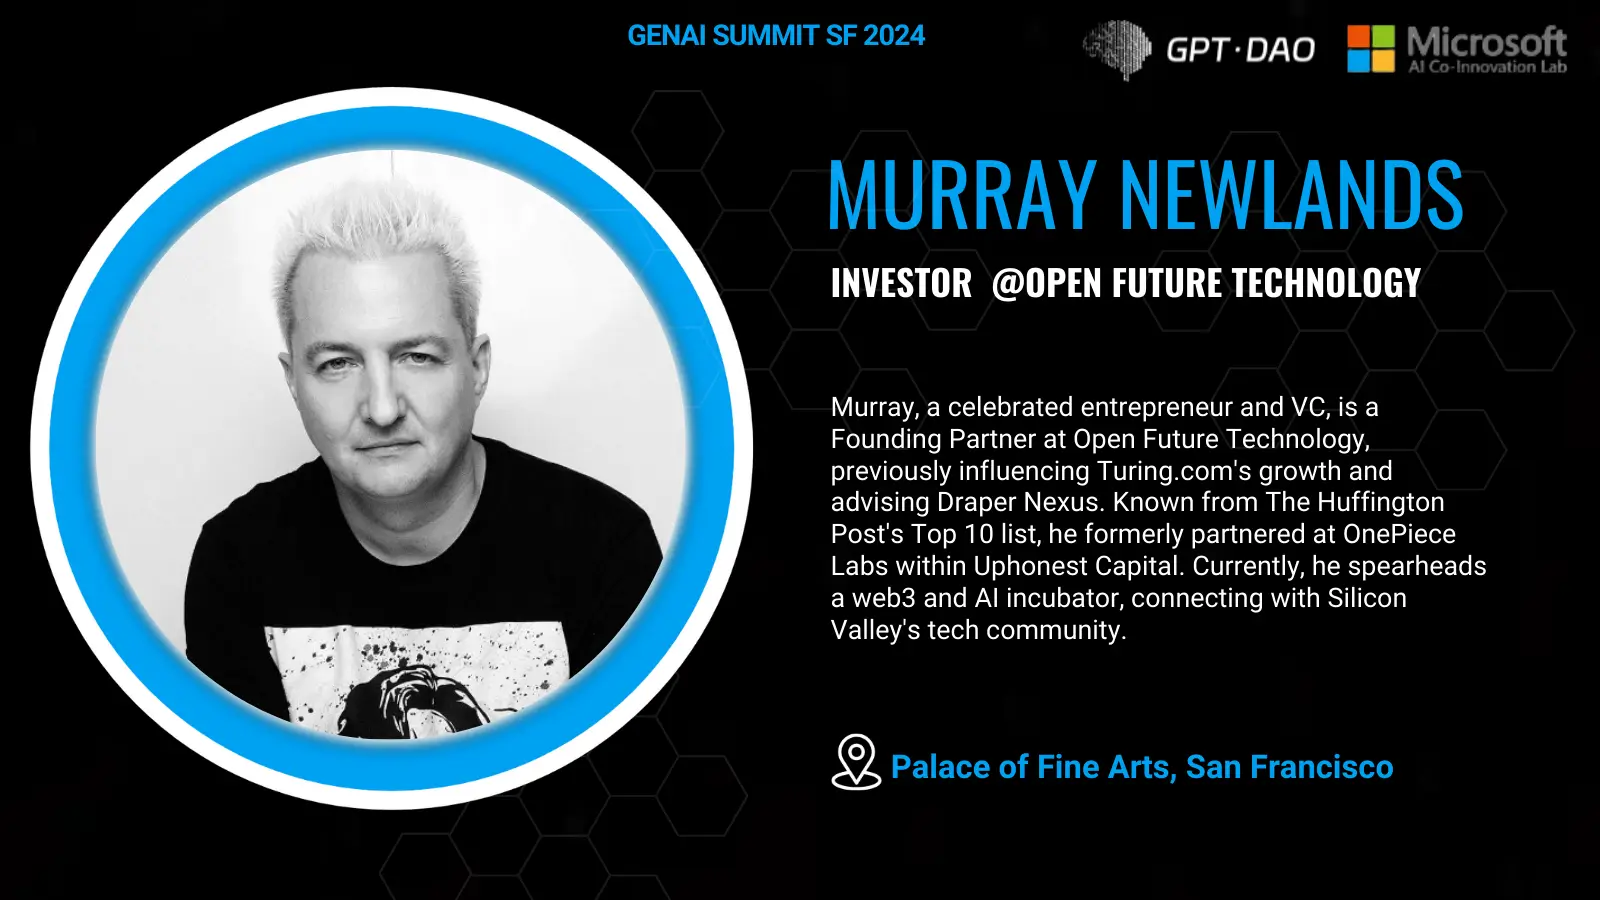 GENAI SUMMIT SF 2024
GPT·DAO
Microsoft
AI Co-Innovation Lab
MURRAY NEWLANDS
INVESTOR @OPEN FUTURE TECHNOLOGY
Murray, a celebrated entrepreneur and VC, is a
Founding Partner at Open Future Technology,
previously influencing Turing.com's growth and
advising Draper Nexus. Known from The Huffington
Post's Top 10 list, he formerly partnered at OnePiece
Labs within Uphonest Capital. Currently, he spearheads
a web3 and AI incubator, connecting with Silicon
Valley's tech community.
Palace of Fine Arts, San Francisco